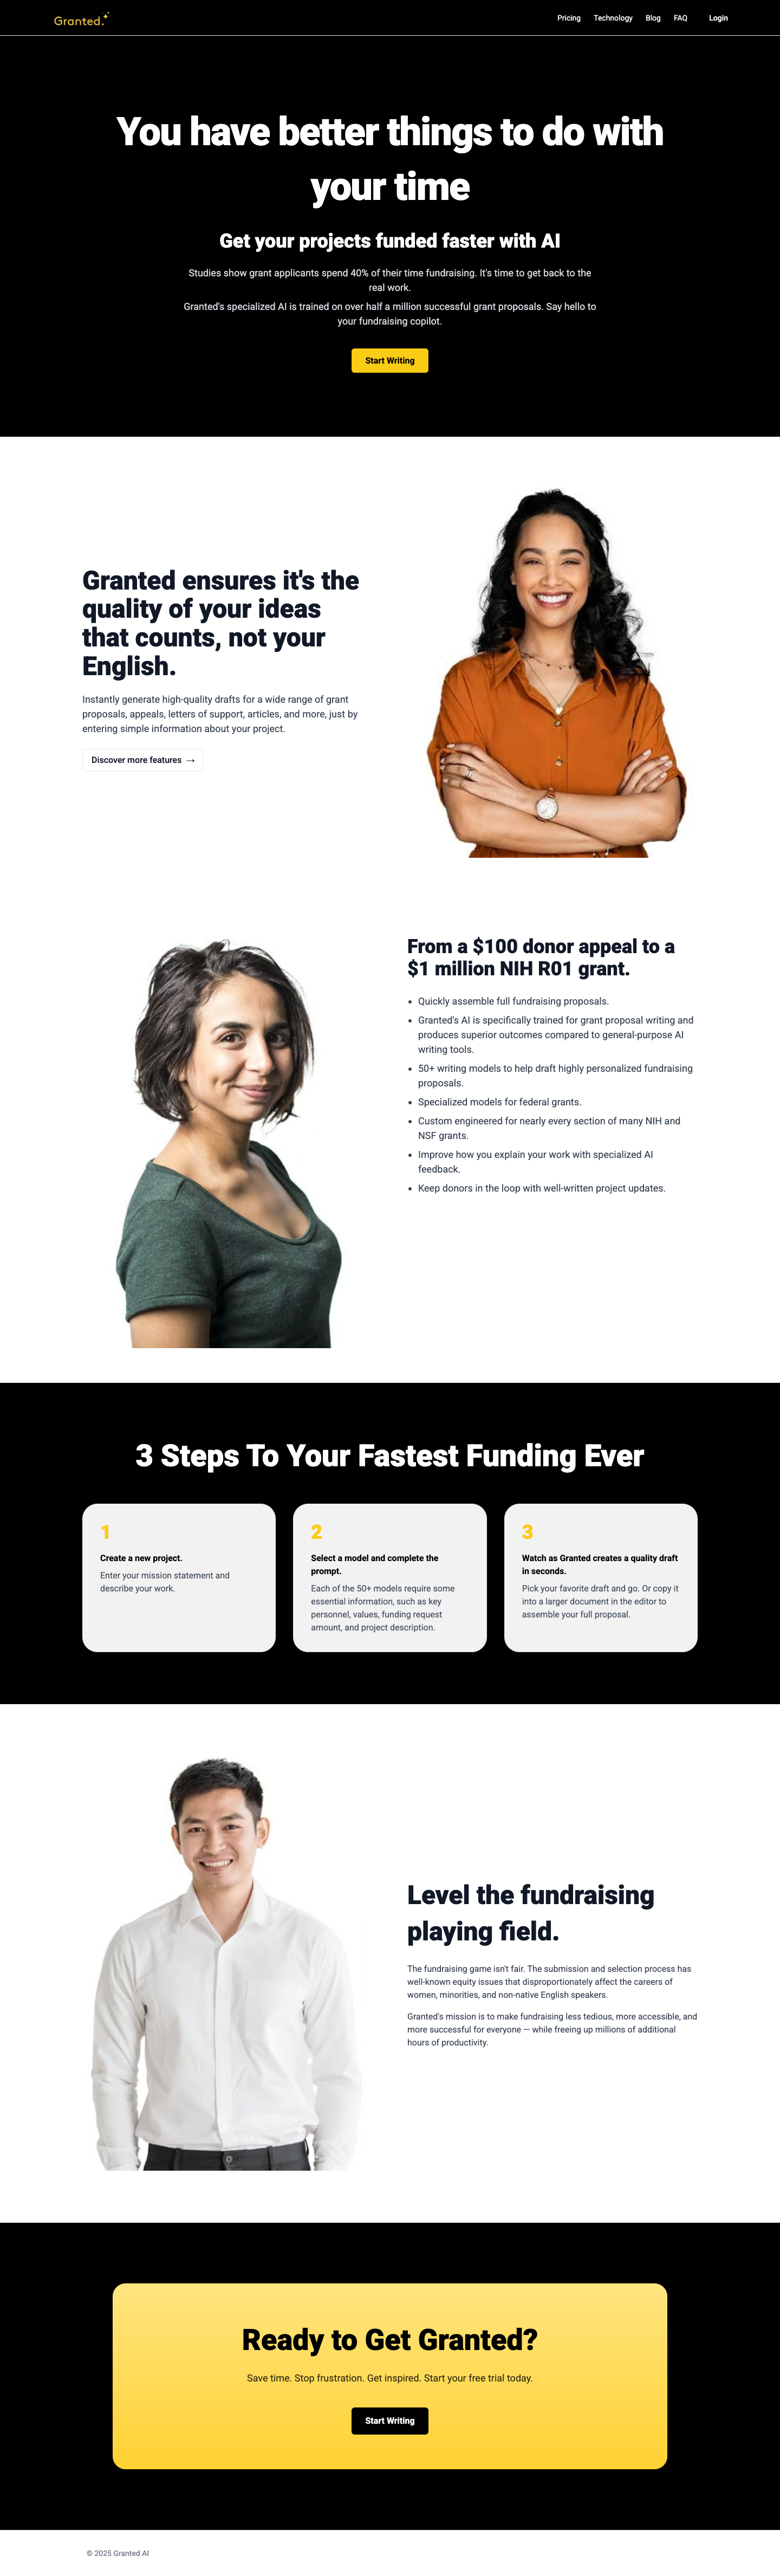 Granted
Pricing Technology Blog FAQ Login
You have better things to do with
your time
Get your projects funded faster with AI
Studies show grant applicants spend 40% of their time fundraising. It's time to get back to the
real work.
Granted's specialized AI is trained on over half a million successful grant proposals. Say hello to
your fundraising copilot.
Start Writing
Granted ensures it's the
quality of your ideas
that counts, not your
English.
Instantly generate high-quality drafts for a wide range of grant
proposals, appeals, letters of support, articles, and more, just by
entering simple information about your project.
Discover more features →
From a $100 donor appeal to a
$1 million NIH R01 grant.
• Quickly assemble full fundraising proposals.
• Granted's AI is specifically trained for grant proposal writing and
produces superior outcomes compared to general-purpose AI
writing tools.
• 50+ writing models to help draft highly personalized fundraising
proposals.
• Specialized models for federal grants.
• Custom engineered for nearly every section of many NIH and
NSF grants.
• Improve how you explain your work with specialized AI
feedback.
• Keep donors in the loop with well-written project updates.
3 Steps To Your Fastest Funding Ever
1
Create a new project.
Enter your mission statement and
describe your work.
2
Select a model and complete the
prompt.
Each of the 50+ models require some
essential information, such as key
personnel, values, funding request
amount, and project description.
3
Watch as Granted creates a quality draft
in seconds.
Pick your favorite draft and go. Or copy it
into a larger document in the editor to
assemble your full proposal.
Level the fundraising
playing field.
The fundraising game isn't fair. The submission and selection process has
well-known equity issues that disproportionately affect the careers of
women, minorities, and non-native English speakers.
Granted's mission is to make fundraising less tedious, more accessible, and
more successful for everyone — while freeing up millions of additional
hours of productivity.
Ready to Get Granted?
Save time. Stop frustration. Get inspired. Start your free trial today.
Start Writing
© 2025 Granted AI